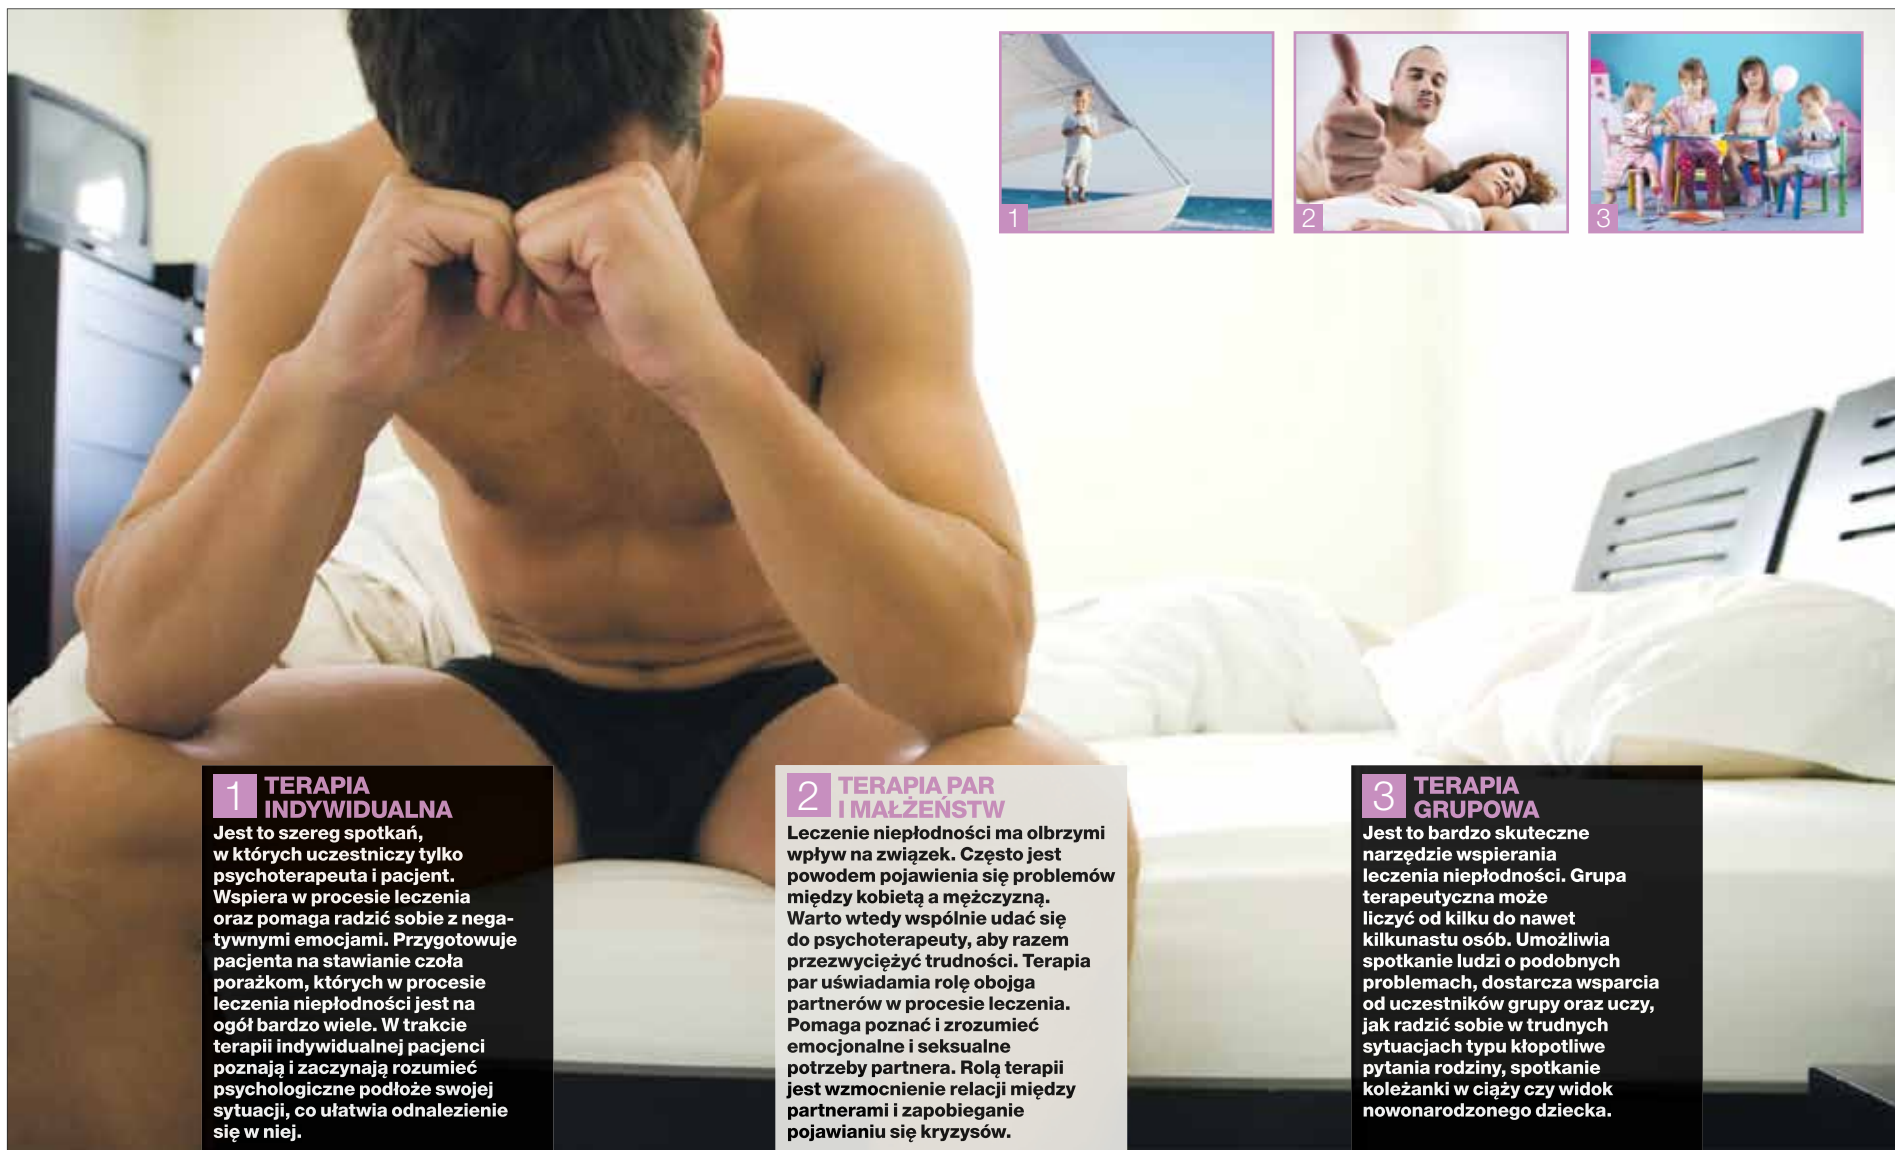 1
2
3
1 TERAPIA
INDYWIDUALNA
Jest to szereg spotkań,
w których uczestniczy tylko
psychoterapeuta i pacjent.
Wspiera w procesie leczenia
oraz pomaga radzić sobie z nega-
tywnymi emocjami. Przygotowuje
pacjenta na stawianie czoła
porażkom, których w procesie
leczenia niepłodności jest na
ogół bardzo wiele. W trakcie
terapii indywidualnej pacjenci
poznają i zaczynają rozumieć
psychologiczne podłoże swojej
sytuacji, co ułatwia odnalezienie
się w niej.
2 TERAPIA PAR
I MAŁŻEŃSTW
Leczenie niepłodności ma olbrzymi
wpływ na związek. Często jest
powodem pojawienia się problemów
między kobietą a mężczyzną.
Warto wtedy wspólnie udać się
do psychoterapeuty, aby razem
przezwyciężyć trudności. Terapia
par uświadamia rolę obojga
partnerów w procesie leczenia.
Pomaga poznać i zrozumieć
emocjonalne i seksualne
potrzeby partnera. Rolą terapii
jest wzmocnienie relacji między
partnerami i zapobieganie
pojawianiu się kryzysów.
3 TERAPIA
GRUPOWA
Jest to bardzo skuteczne
narzędzie wspierania
leczenia niepłodności. Grupa
terapeutyczna może
liczyć od kilku do nawet
kilkunastu osób. Umożliwia
spotkanie ludzi o podobnych
problemach, dostarcza wsparcia
od uczestników grupy oraz uczy,
jak radzić sobie w trudnych
sytuacjach typu kłopotliwe
pytania rodziny, spotkanie
koleżanki w ciąży czy widok
nowonarodzonego dziecka.